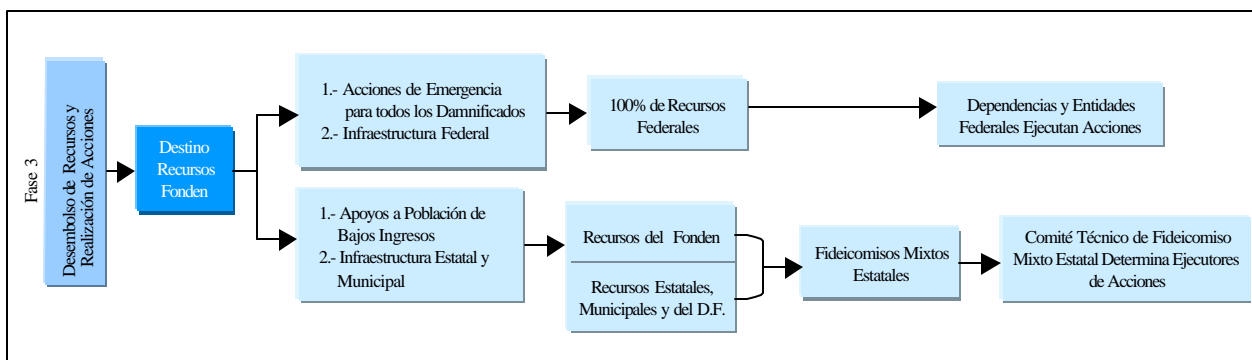 Fase 3
Desembolso de Recursos y
Realización de Acciones
Destino
Recursos
Fonden
1.- Acciones de Emergencia
para todos los Damnificados
2.- Infraestructura Federal
100% de Recursos
Federales
Dependencias y Entidades
Federales Ejecutan Acciones
1.- Apoyos a Población de
Bajos Ingresos
2.- Infraestructura Estatal y
Municipal
Recursos del Fonden
Recursos Estatales,
Municipales y del D.F.
Fideicomisos Mixtos
Estatales
Comité Técnico de Fideicomiso
Mixto Estatal Determina Ejecutores
de Acciones